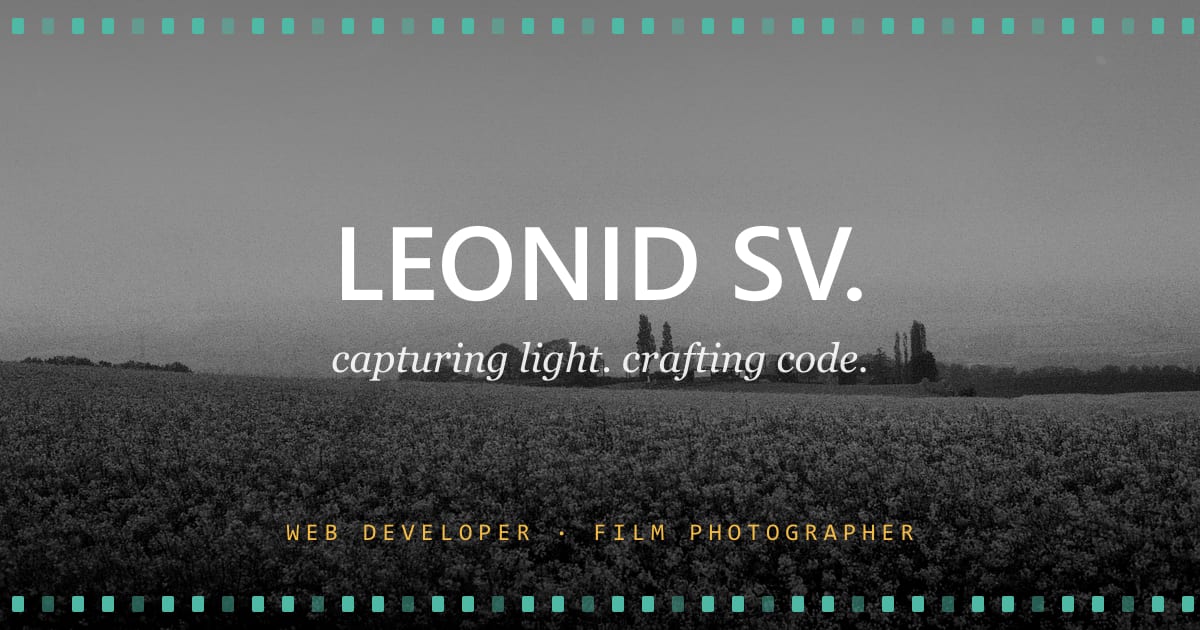 LEONID SV.
capturing light. crafting code.
WEB DEVELOPER · FILM PHOTOGRAPHER